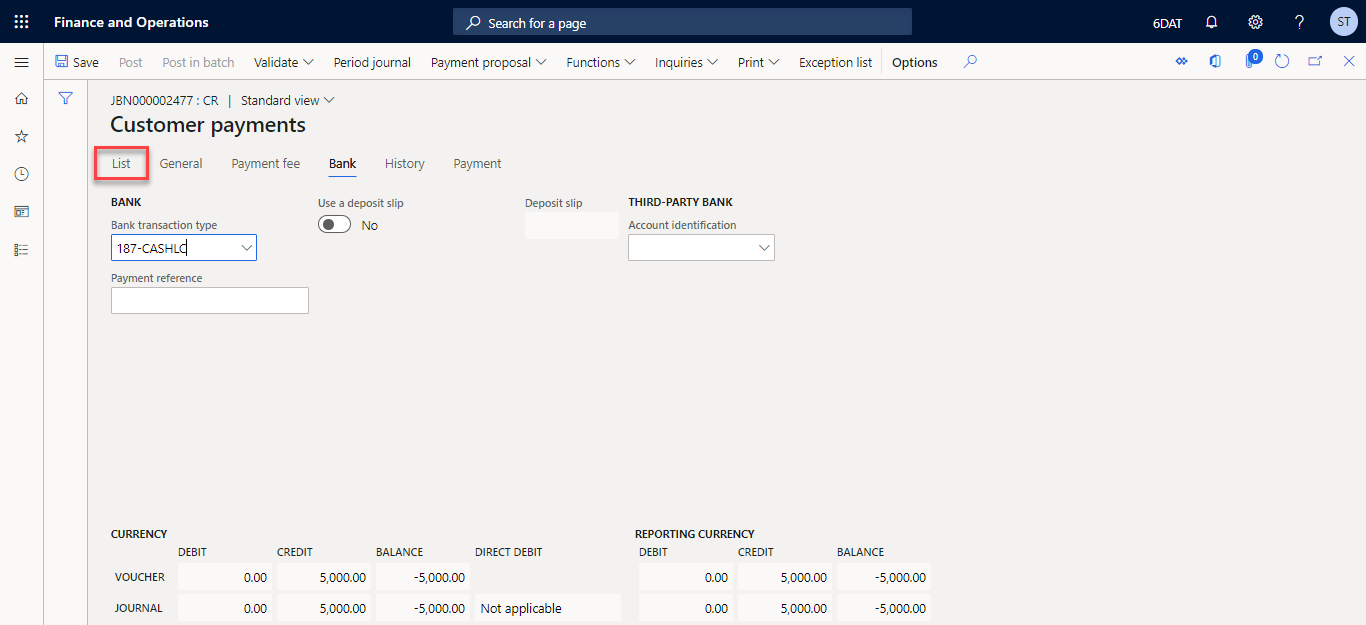 Finance and Operations Search for a page 6DAT ST
Save Post Post in batch Validate Period journal Payment proposal Functions Inquiries Print Exception list Options 0
JBN000002477 : CR | Standard view
Customer payments
List General Payment fee Bank History Payment
BANK Use a deposit slip Deposit slip THIRD-PARTY BANK
Bank transaction type No Account identification
187-CASHLC
Payment reference
CURRENCY REPORTING CURRENCY
DEBIT CREDIT BALANCE DIRECT DEBIT DEBIT CREDIT BALANCE
VOUCHER 0.00 5,000.00 -5,000.00 0.00 5,000.00 -5,000.00
JOURNAL 0.00 5,000.00 -5,000.00 Not applicable 0.00 5,000.00 -5,000.00